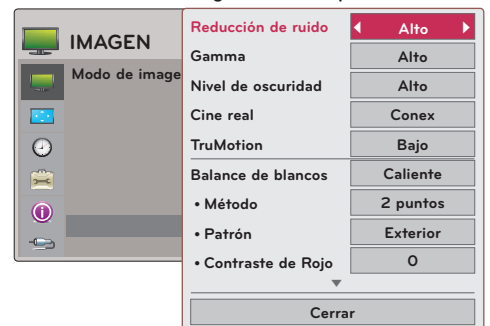 IMAGEN
Modo de image
Reducción de ruido Alto
Gamma Alto
Nivel de oscuridad Alto
Cine real Conex
TruMotion Bajo
Balance de blancos Caliente
• Método 2 puntos
• Patrón Exterior
• Contraste de Rojo 0
Cerrar